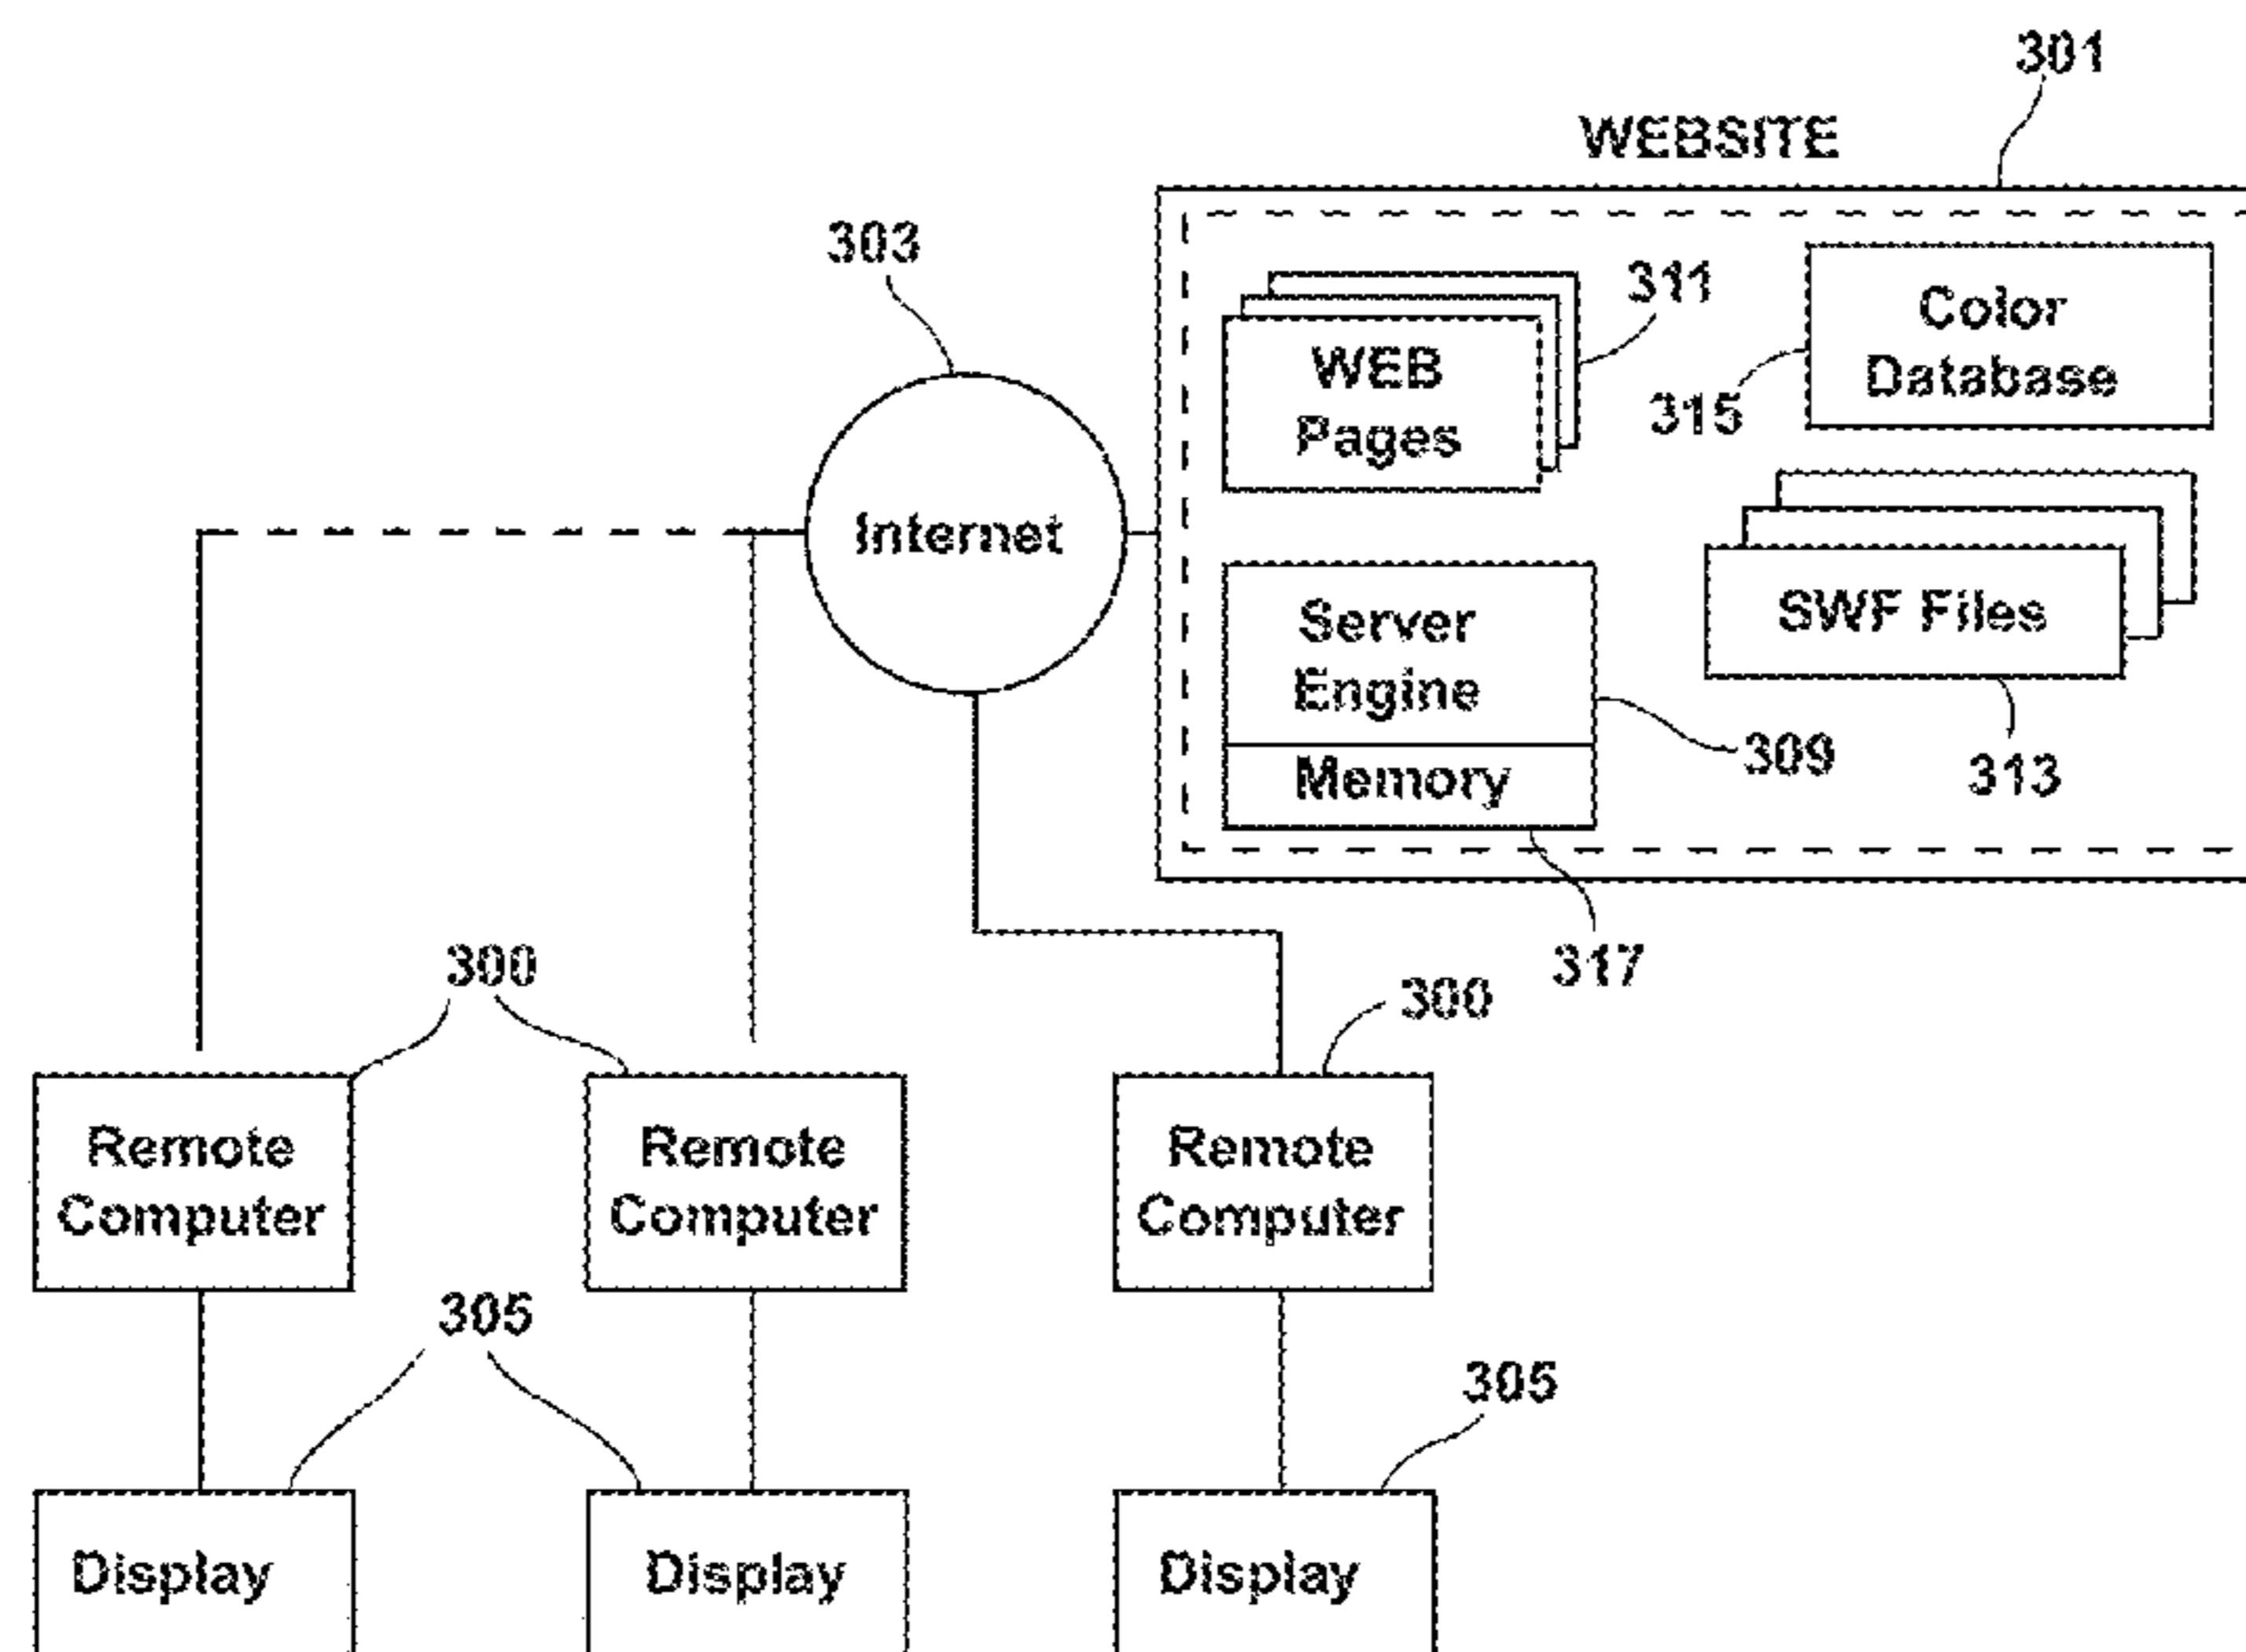 301
WEBSITE
303
311
Color
Database
WEB
Pages
315
Internet
SWF Files
Server
Engine
309
Memory
313
300
317
300
Remote
Computer
Remote
Computer
Remote
Computer
305
305
Display
Display
Display